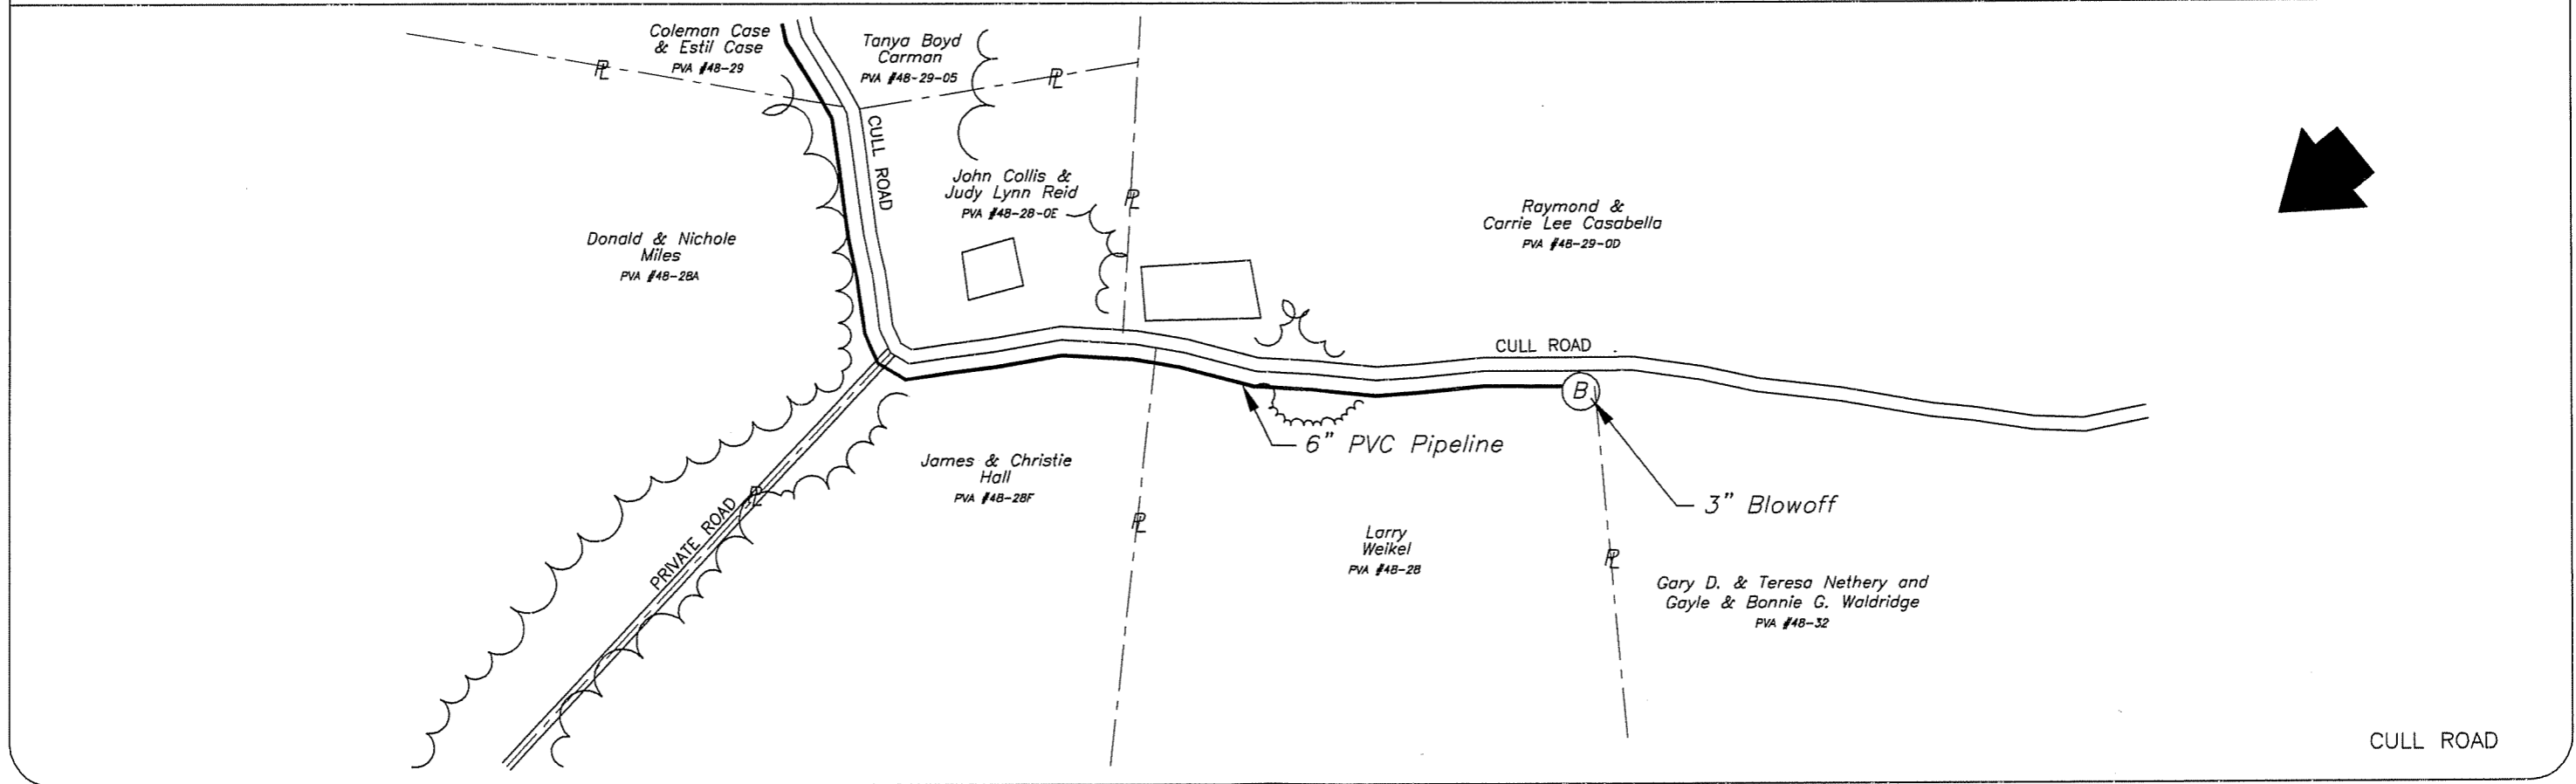 Coleman Case
& Estil Case
PVA #48-29
Tanya Boyd
Carman
PVA #48-29-05
PL
PL
CULL ROAD
John Collis &
Judy Lynn Reid
PVA #48-28-0E
PL
Raymond &
Carrie Lee Casabella
PVA #48-29-0D
Donald & Nichole
Miles
PVA #48-28A
CULL ROAD
B
6" PVC Pipeline
James & Christie
Hall
PVA #48-28F
PL
PRIVATE ROAD
3" Blowoff
PL
Larry
Weikel
PVA #48-28
PL
Gary D. & Teresa Nethery and
Gayle & Bonnie G. Waldridge
PVA #48-32
CULL ROAD